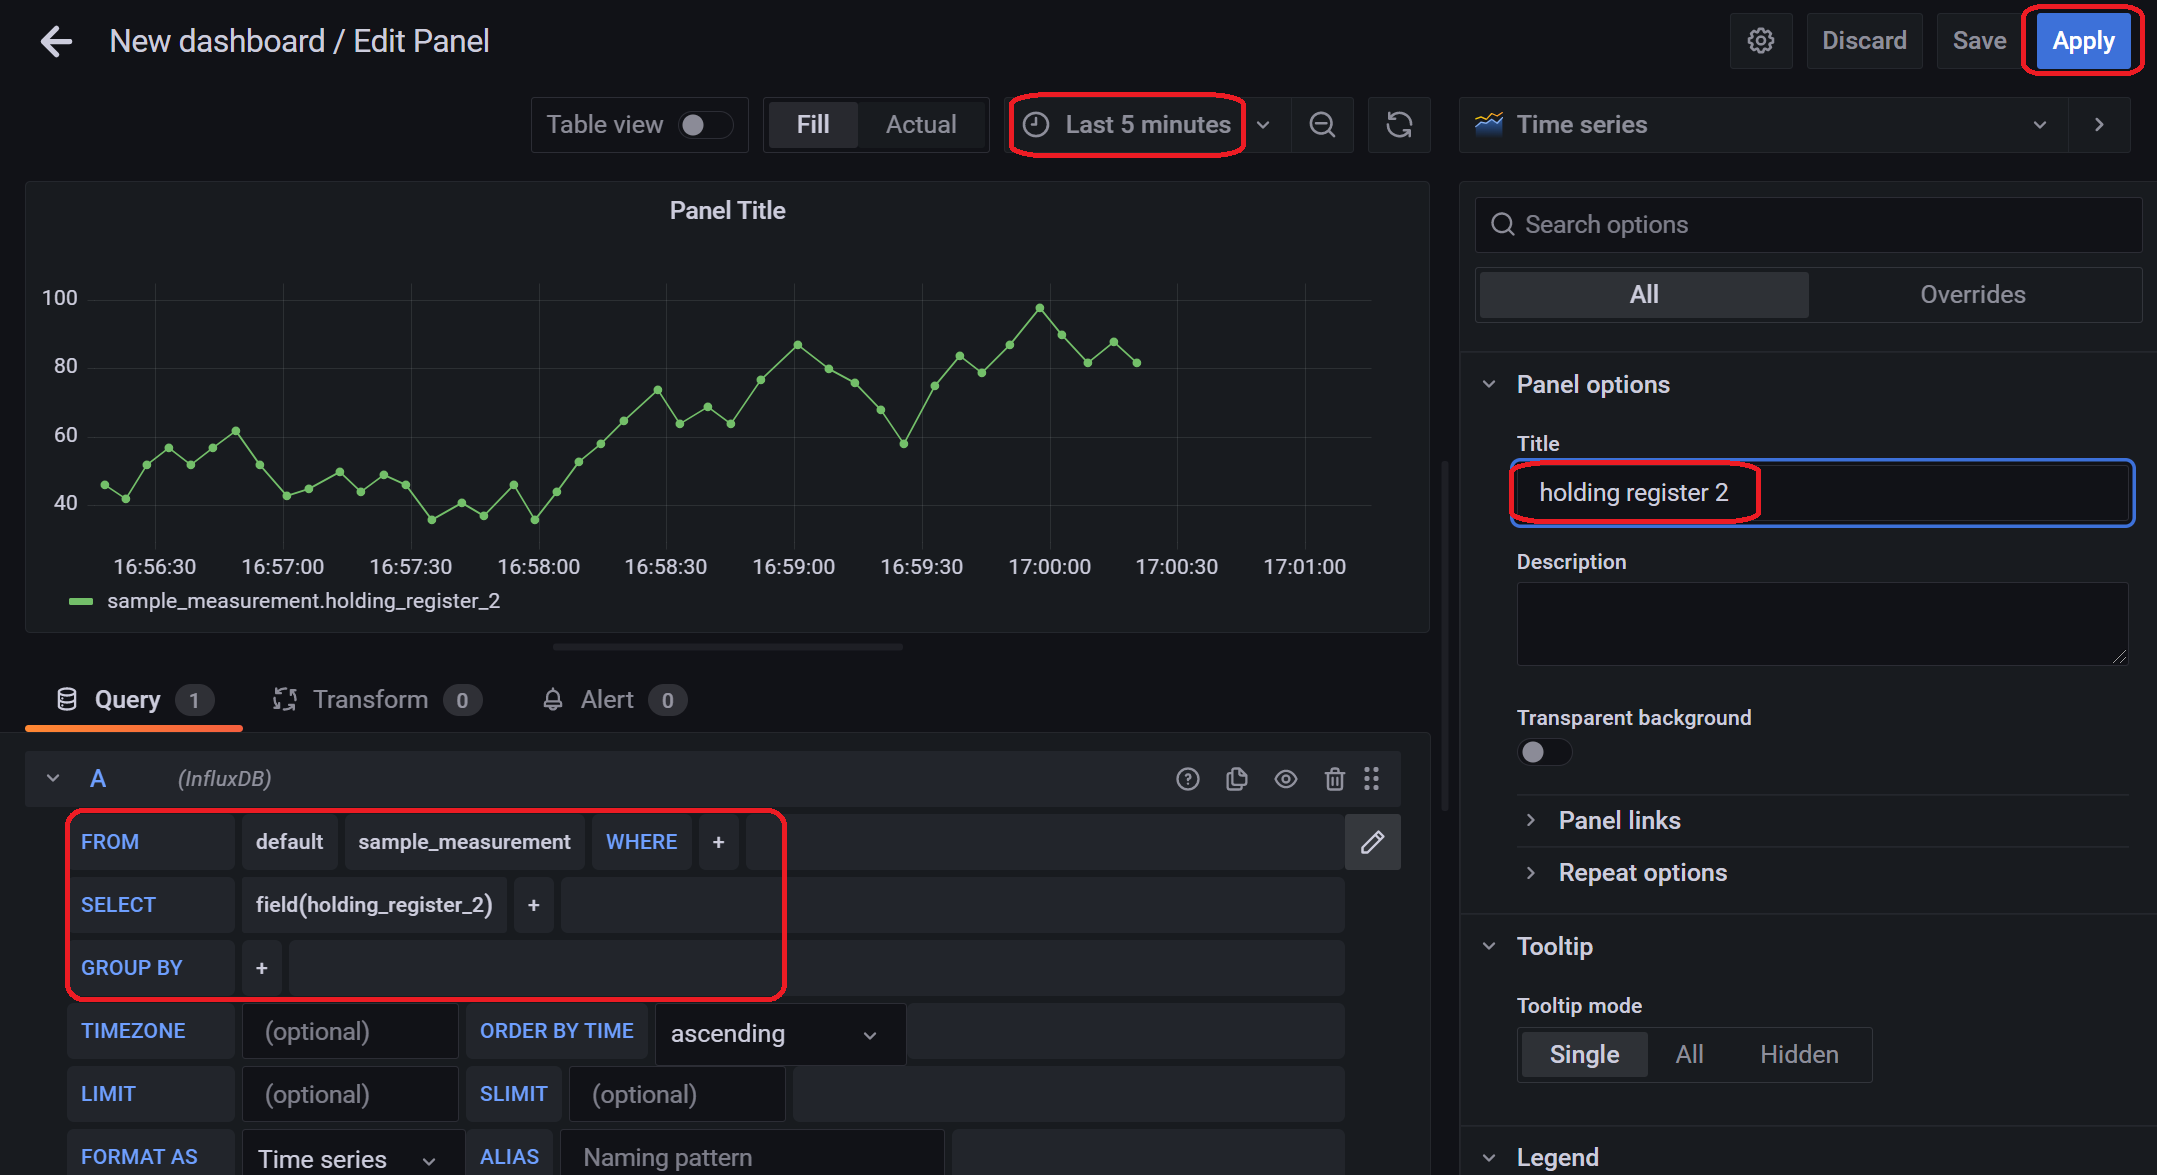 New dashboard / Edit Panel
Discard
Save
Apply
Table view
Fill
Actual
Last 5 minutes
Time series
Panel Title
100
80
60
40
16:56:30 16:57:00 16:57:30 16:58:00 16:58:30 16:59:00 16:59:30 17:00:00 17:00:30 17:01:00
sample_measurement.holding_register_2
Search options
All
Overrides
Panel options
Title
holding register 2
Description
Transparent background
Panel links
Repeat options
Tooltip
Tooltip mode
Single All Hidden
Legend
Query 1
Transform 0
Alert 0
A (InfluxDB)
FROM default sample_measurement WHERE +
SELECT field(holding_register_2) +
GROUP BY +
TIMEZONE (optional) ORDER BY TIME ascending
LIMIT (optional) SLIMIT (optional)
FORMAT AS Time series ALIAS Naming pattern